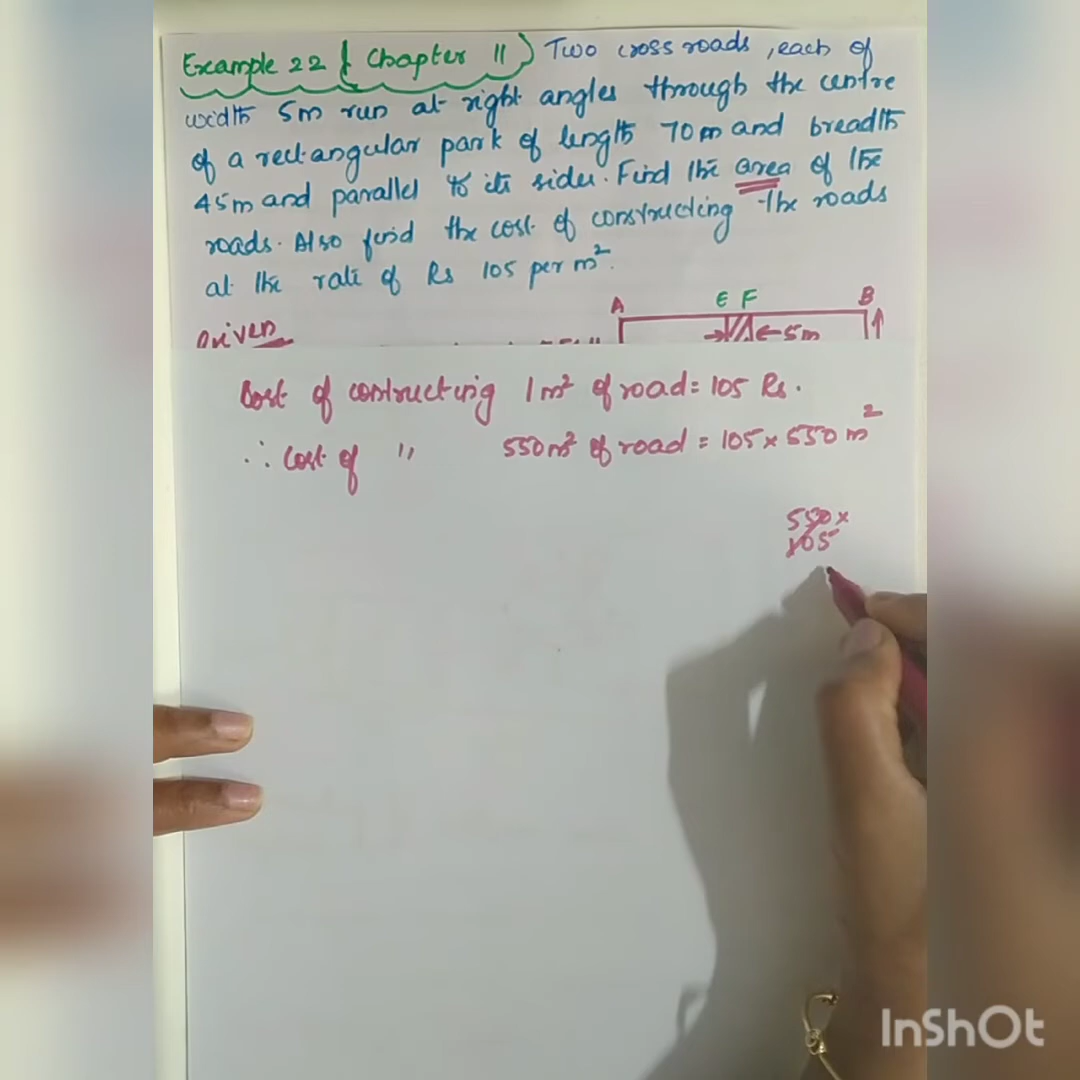 Example 22 { Chapter 11 } Two cross roads, each of
width 5m run at right angles through the centre
of a rectangular park of length 70m and breadth
45m and parallel to its sides. Find the area of the
roads. Also find the cost of constructing the roads
at the rate of Rs 105 per m².
Given
A E F B
5m
Cost of constructing 1m² of road = 105 Rs.
∴ Cost of " 550m² of road = 105 × 550 m²
550×
105
InShOt